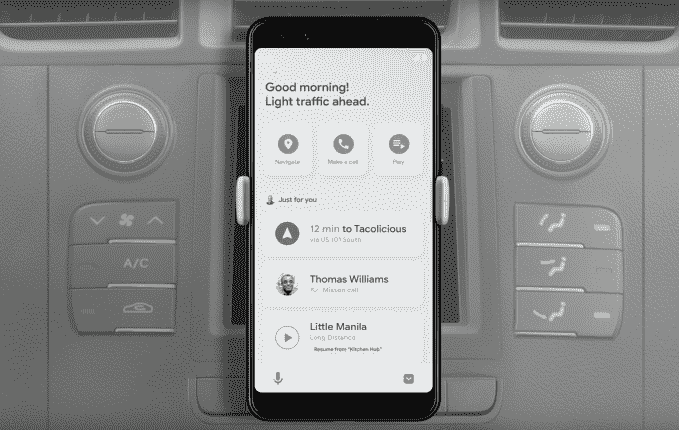 Good morning!
Light traffic ahead.
Navigate
Make a call
Play
Just for you
12 min to Tacolicious
via US 101 South
Thomas Williams
Missed call
Little Manila
Long Distance
Resume from "Kitchen Hub"
A/C